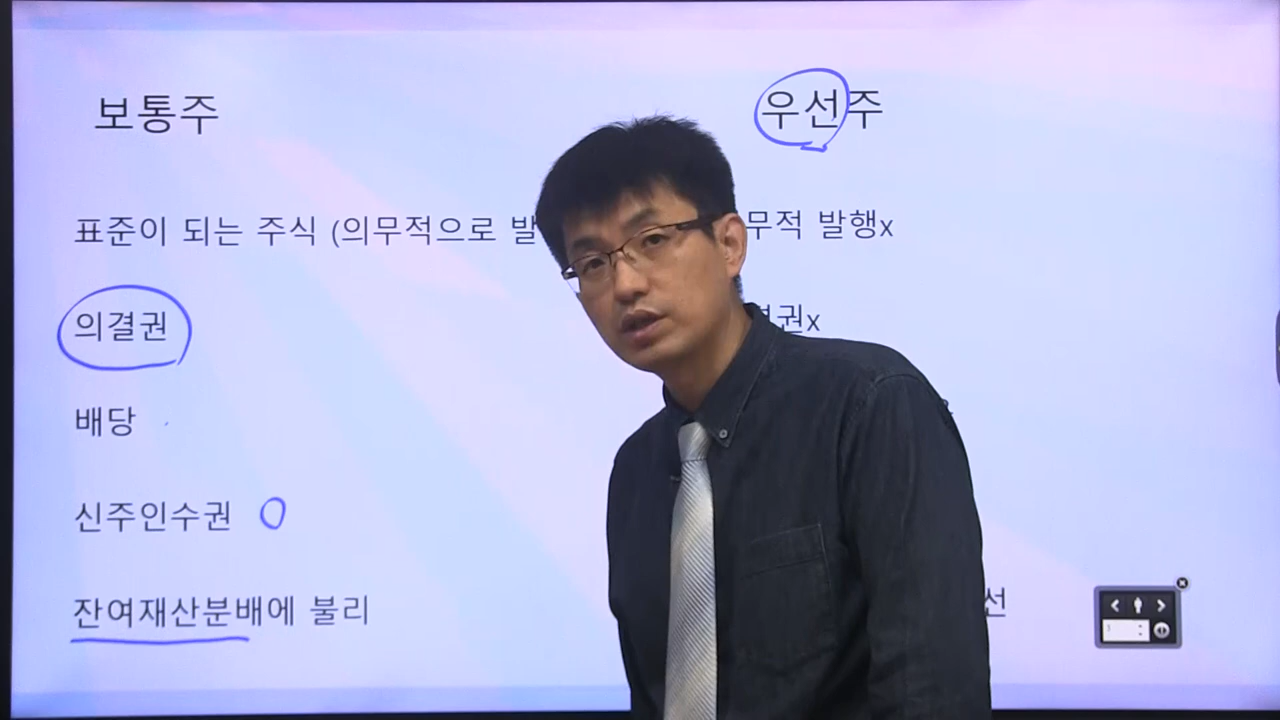 보통주
우선주
표준이 되는 주식 (의무적으로 발
무적 발행x
의결권
권x
배당
신주인수권
잔여재산분배에 불리
선